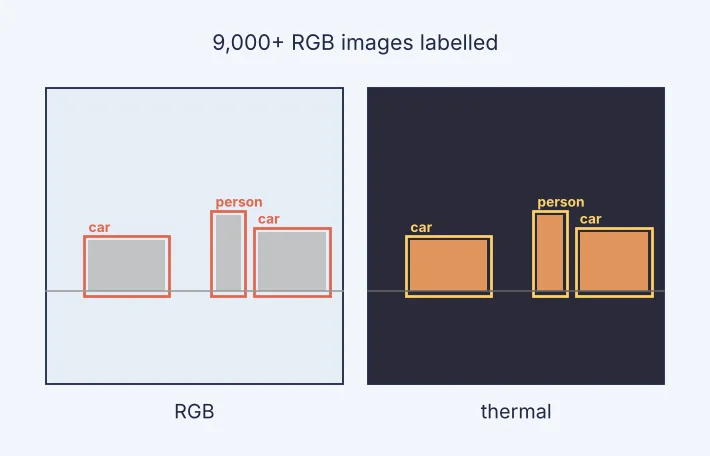 9,000+ RGB images labelled
car
person
car
car
person
car
RGB
thermal